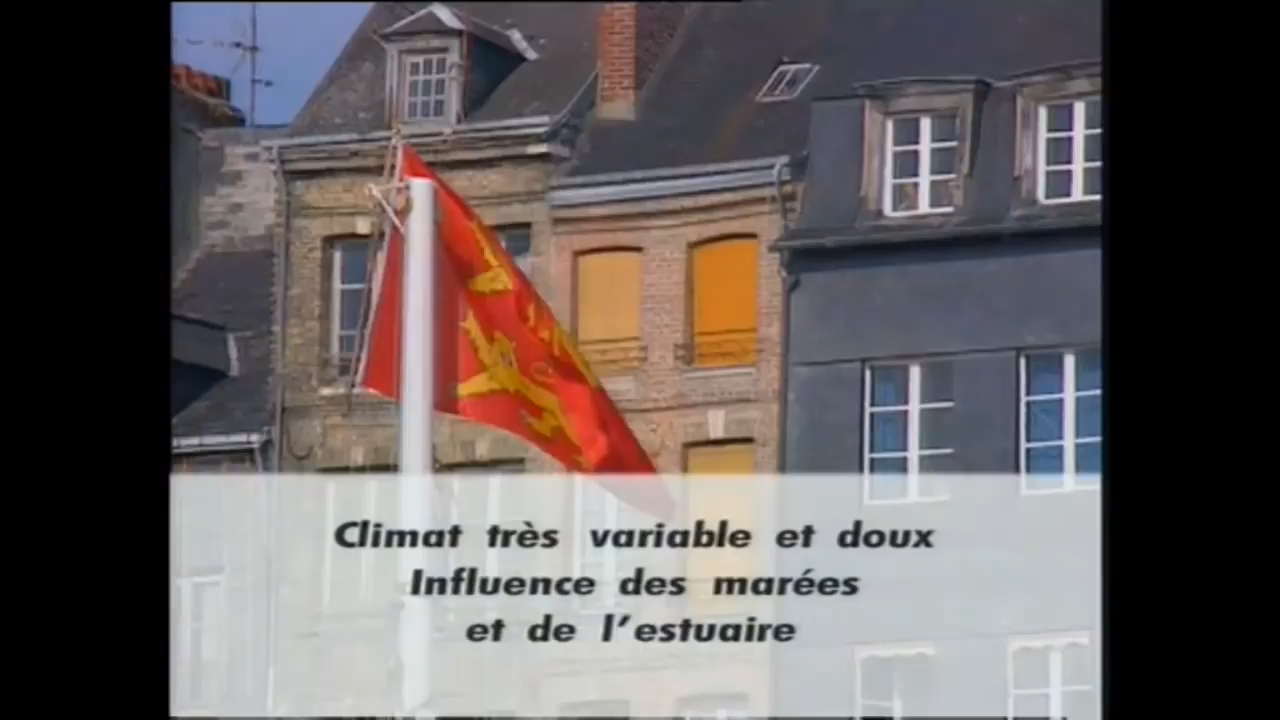 Climat très variable et doux
Influence des marées
et de l'estuaire